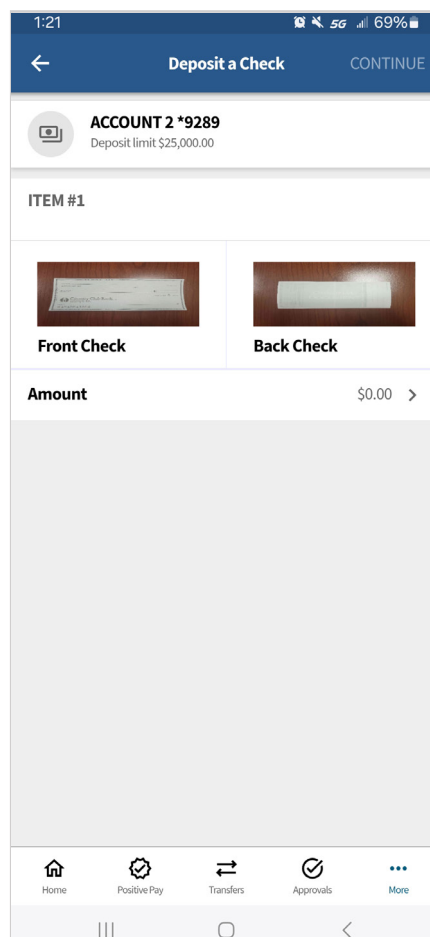 1:21 5G 69%
Deposit a Check CONTINUE
ACCOUNT 2 *9289
Deposit limit $25,000.00
ITEM #1
Front Check Back Check
Amount $0.00
Home Positive Pay Transfers Approvals More